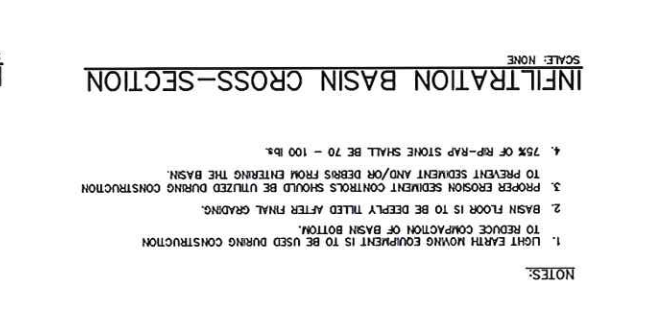 NOTES:
1. LIGHT EARTH MOVING EQUIPMENT IS TO BE USED DURING CONSTRUCTION
TO REDUCE COMPACTION OF BASIN BOTTOM.
2. BASIN FLOOR IS TO BE DEEPLY TILLED AFTER FINAL GRADING.
3. PROPER EROSION SEDIMENT CONTROLS SHOULD BE UTILIZED DURING CONSTRUCTION
TO PREVENT SEDIMENT AND/OR DEBRIS FROM ENTERING THE BASIN.
4. 75% OF RIP-RAP STONE SHALL BE 70 - 100 lbs.
INFILTRATION BASIN CROSS-SECTION
SCALE: NONE